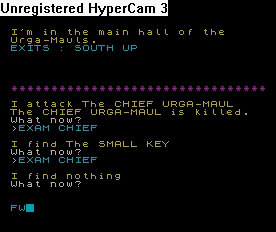 Unregistered HyperCam 3
I'm in the main hall of the
Urga-Mauls.
EXITS : SOUTH UP
********************************
I attack The CHIEF URGA-MAUL
The CHIEF URGA-MAUL is killed.
What now?
>EXAM CHIEF
I find The SMALL KEY
What now?
>EXAM CHIEF
I find nothing
What now?
FW